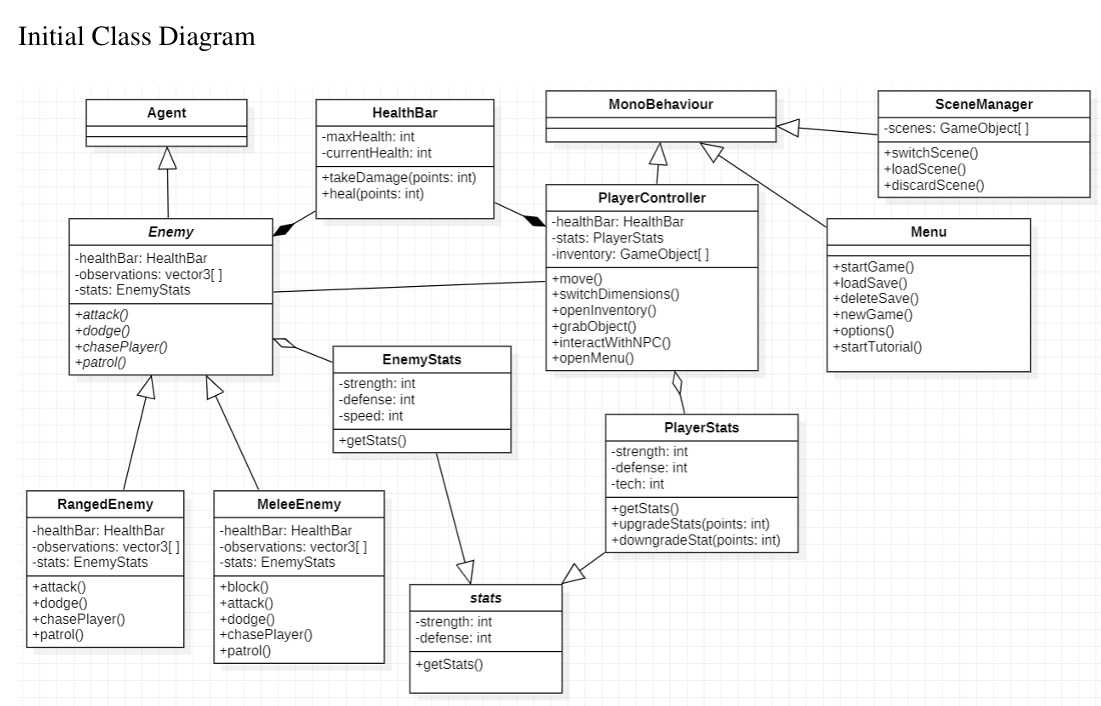 Initial Class Diagram
Agent
HealthBar
-maxHealth: int
-currentHealth: int
+takeDamage(points: int)
+heal(points: int)
MonoBehaviour
SceneManager
-scenes: GameObject[ ]
+switchScene()
+loadScene()
+discardScene()
Enemy
-healthBar: HealthBar
-observations: vector3[ ]
-stats: EnemyStats
+attack()
+dodge()
+chasePlayer()
+patrol()
PlayerController
-healthBar: HealthBar
-stats: PlayerStats
-inventory: GameObject[ ]
+move()
+switchDimensions()
+openInventory()
+grabObject()
+interactWithNPC()
+openMenu()
Menu
+startGame()
+loadSave()
+deleteSave()
+newGame()
+options()
+startTutorial()
EnemyStats
-strength: int
-defense: int
-speed: int
+getStats()
PlayerStats
-strength: int
-defense: int
-tech: int
+getStats()
+upgradeStats(points: int)
+downgradeStat(points: int)
RangedEnemy
-healthBar: HealthBar
-observations: vector3[ ]
-stats: EnemyStats
+attack()
+dodge()
+chasePlayer()
+patrol()
MeleeEnemy
-healthBar: HealthBar
-observations: vector3[ ]
-stats: EnemyStats
+block()
+attack()
+dodge()
+chasePlayer()
+patrol()
stats
-strength: int
-defense: int
+getStats()